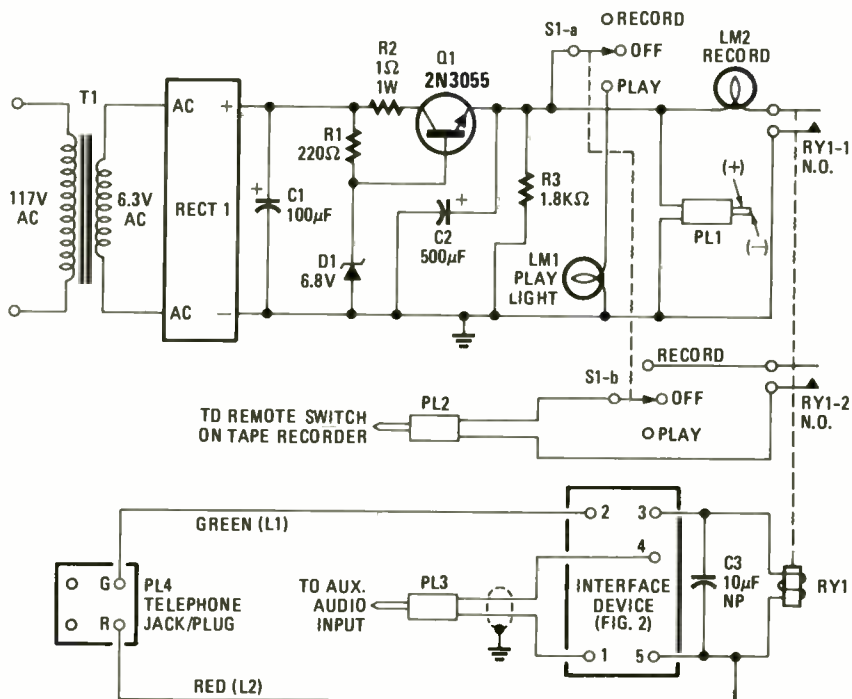 RECORD
S1-a
OFF
PLAY
LM2
RECORD
T1
R2
1Ω
1W
Q1
2N3055
AC
+
R1
220Ω
RY1-1
N.O.
117V
AC
6.3V
AC
RECT 1
+
C1
100µF
+
C2
500µF
R3
1.8KΩ
(+)
PL1
(—)
D1
6.8V
LM1
PLAY
LIGHT
AC
—
RECORD
S1-b
OFF
PLAY
RY1-2
N.O.
TD REMOTE SWITCH
ON TAPE RECORDER
PL2
GREEN (L1)
2
3
4
G
R
PL4
TELEPHONE
JACK/PLUG
TO AUX.
AUDIO
INPUT
PL3
INTERFACE
DEVICE
(FIG. 2)
C3
10µF
NP
RY1
1
5
RED (L2)